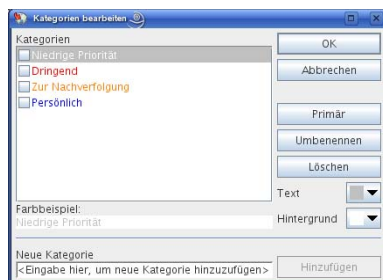 Kategorien bearbeiten
Kategorien
Niedrige Priorität
Dringend
Zur Nachverfolgung
Persönlich
OK
Abbrechen
Primär
Umbenennen
Löschen
Text
Hintergrund
Farbbeispiel:
Niedrige Priorität
Neue Kategorie
<Eingabe hier, um neue Kategorie hinzuzufügen>
Hinzufügen